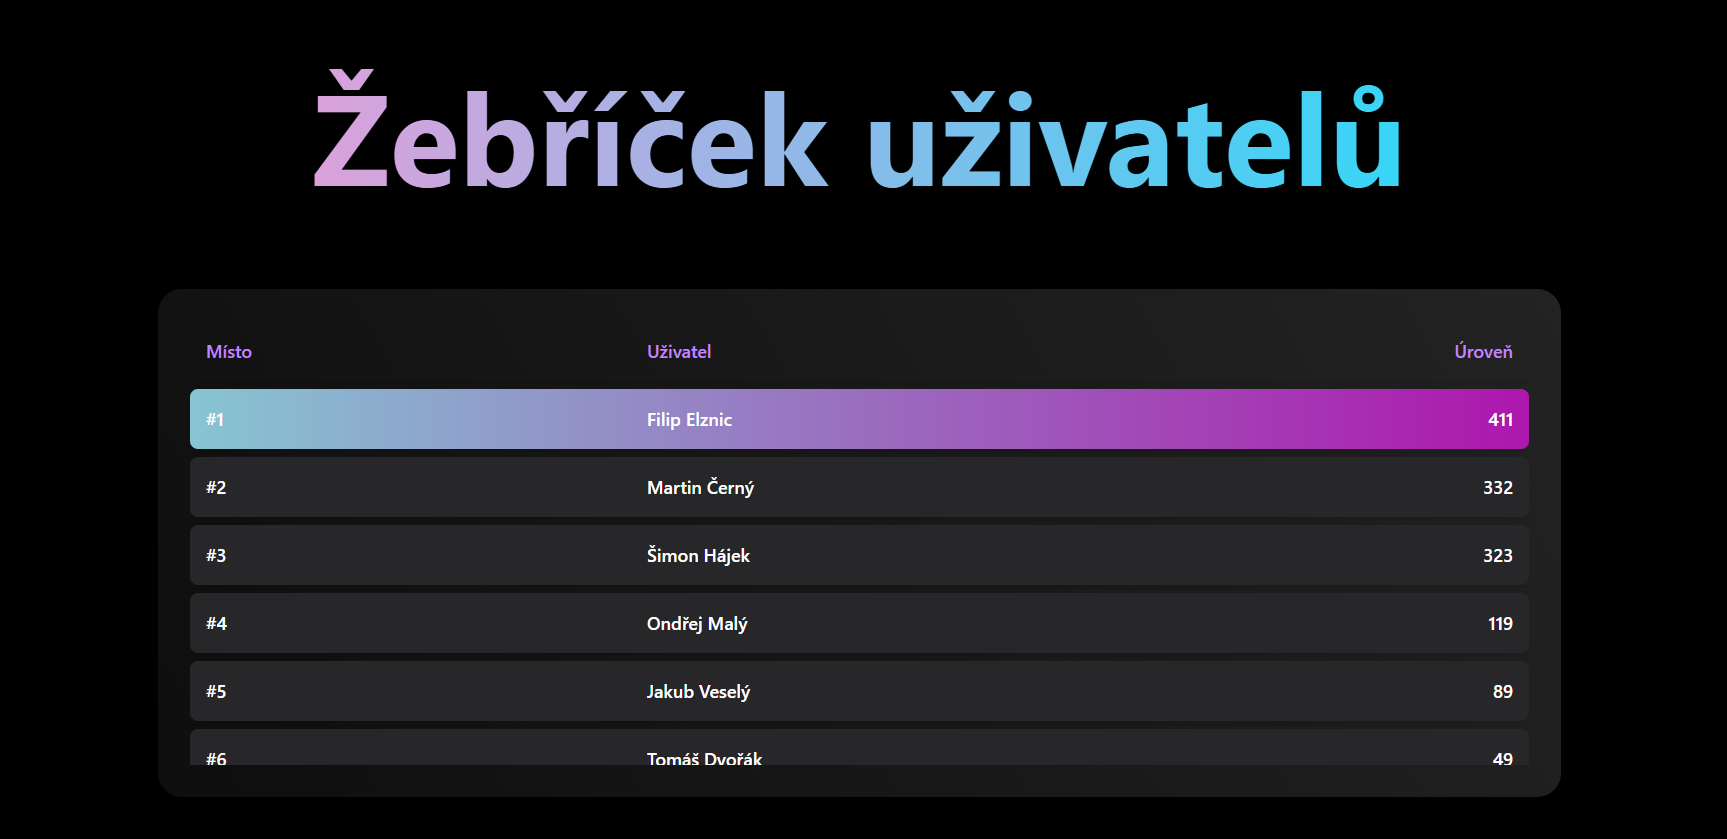 Žebříček uživatelů
Místo Uživatel Úroveň
#1 Filip Elznic 411
#2 Martin Černý 332
#3 Šimon Hájek 323
#4 Ondřej Malý 119
#5 Jakub Veselý 89
#6 Tomáš Dvořák 49